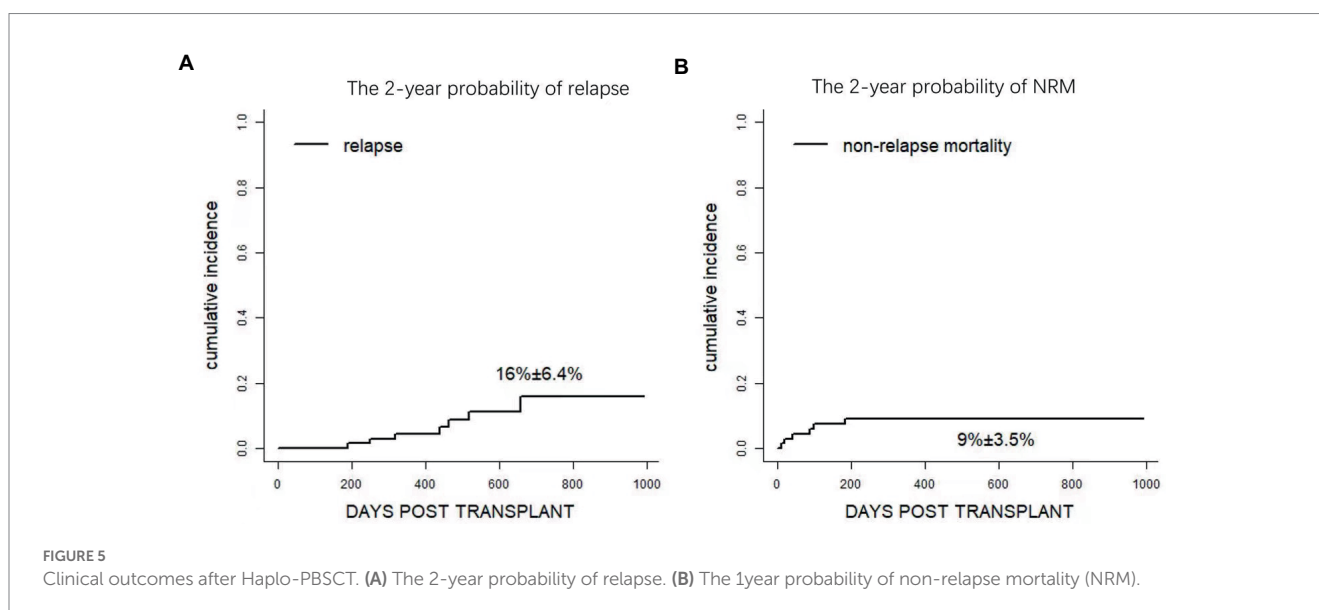 A
The 2-year probability of relapse
relapse
cumulative incidence
1.0
0.8
0.6
0.4
0.2
0.0
16%±6.4%
0 200 400 600 800 1000
DAYS POST TRANSPLANT
B
The 2-year probability of NRM
non-relapse mortality
cumulative incidence
1.0
0.8
0.6
0.4
0.2
0.0
9%±3.5%
0 200 400 600 800 1000
DAYS POST TRANSPLANT
FIGURE 5
Clinical outcomes after Haplo-PBSCT. (A) The 2-year probability of relapse. (B) The 1year probability of non-relapse mortality (NRM).